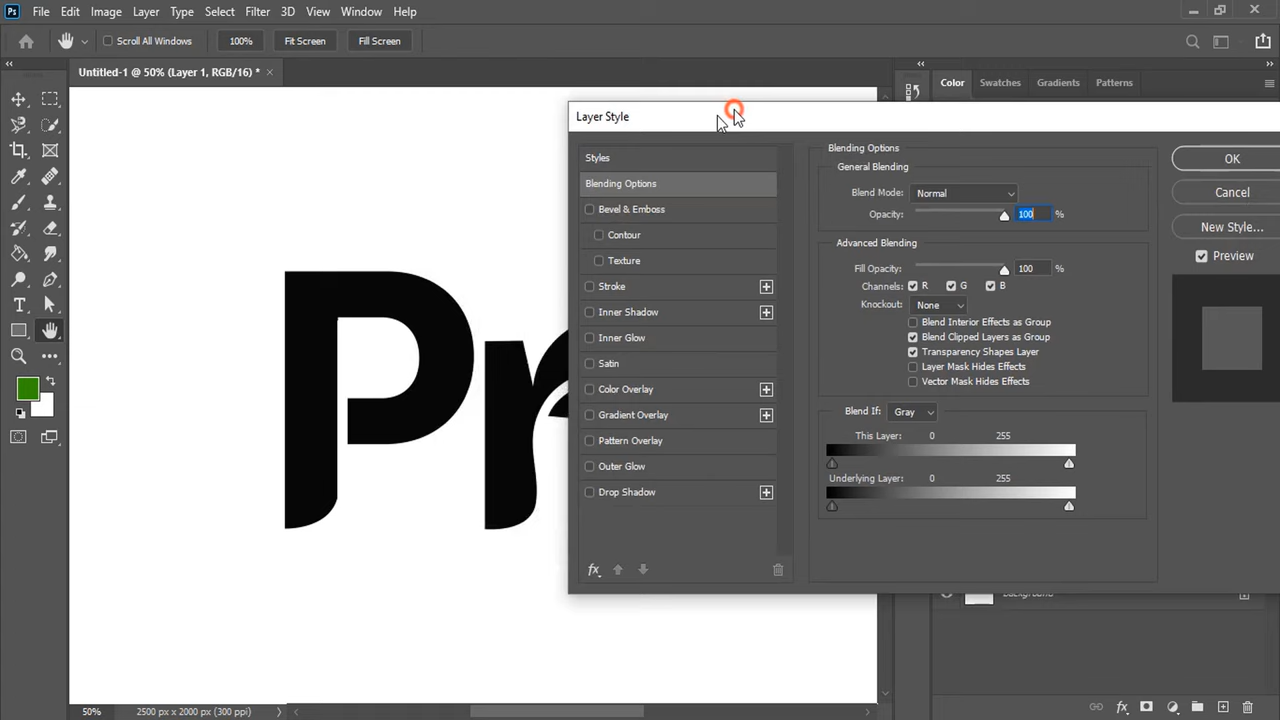 Ps File Edit Image Layer Type Select Filter 3D View Window Help
Scroll All Windows 100% Fit Screen Fill Screen
Untitled-1 @ 50% (Layer 1, RGB/16) *
Color Swatches Gradients Patterns
Layer Style
Styles
Blending Options
Bevel & Emboss
Contour
Texture
Stroke
Inner Shadow
Inner Glow
Satin
Color Overlay
Gradient Overlay
Pattern Overlay
Outer Glow
Drop Shadow
fx
Blending Options
General Blending
Blend Mode: Normal
Opacity: 100 %
Advanced Blending
Fill Opacity: 100 %
Channels: R G B
Knockout: None
Blend Interior Effects as Group
Blend Clipped Layers as Group
Transparency Shapes Layer
Layer Mask Hides Effects
Vector Mask Hides Effects
Blend If: Gray
This Layer: 0 255
Underlying Layer: 0 255
OK
Cancel
New Style...
Preview
Pr
50% 2500 px x 2000 px (300 ppi)
fx